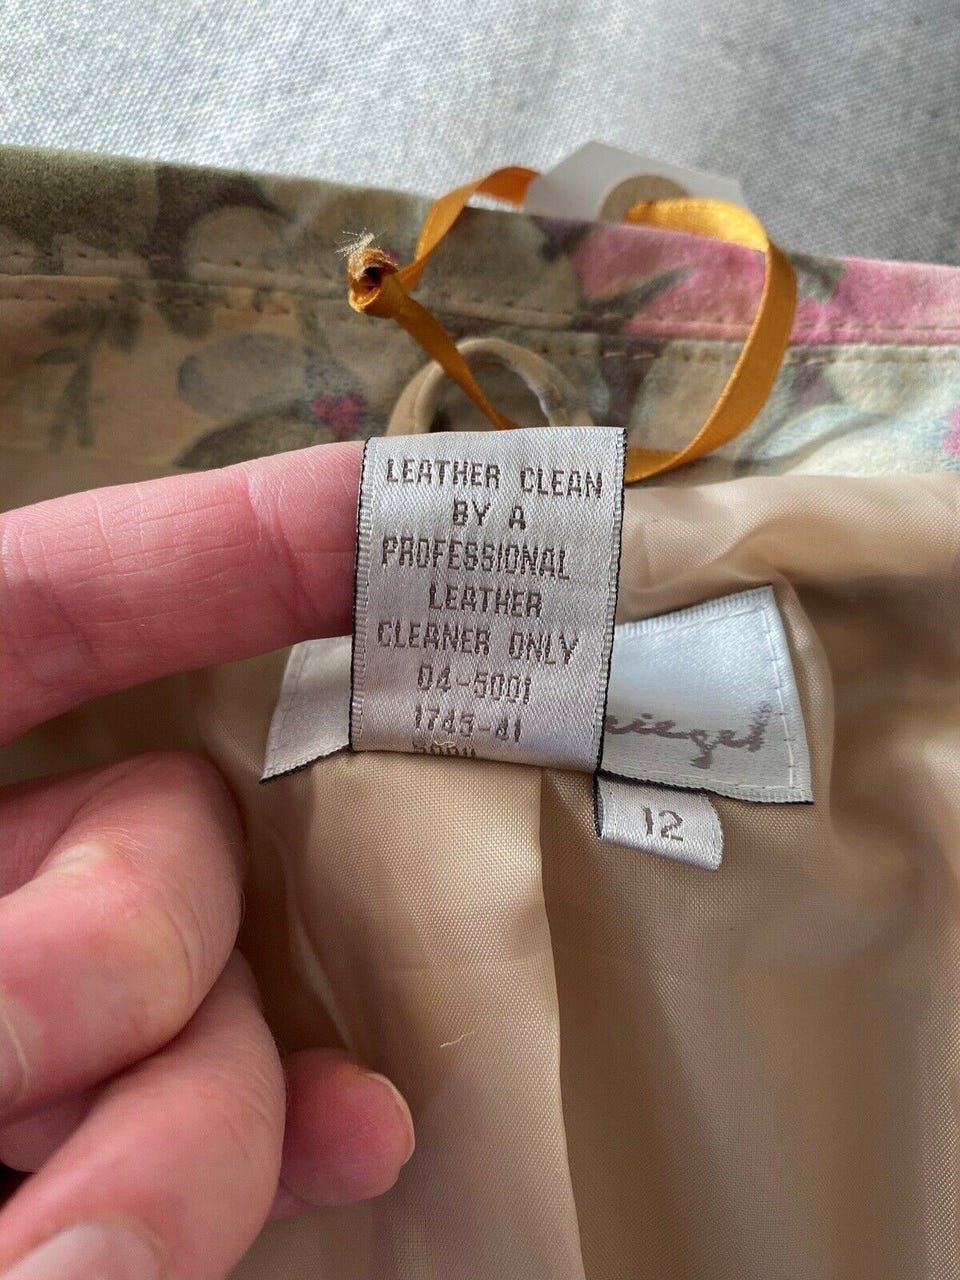 LEATHER CLEAN
BY A
PROFESSIONAL
LEATHER
CLEANER ONLY
04-5001
1745-41
12